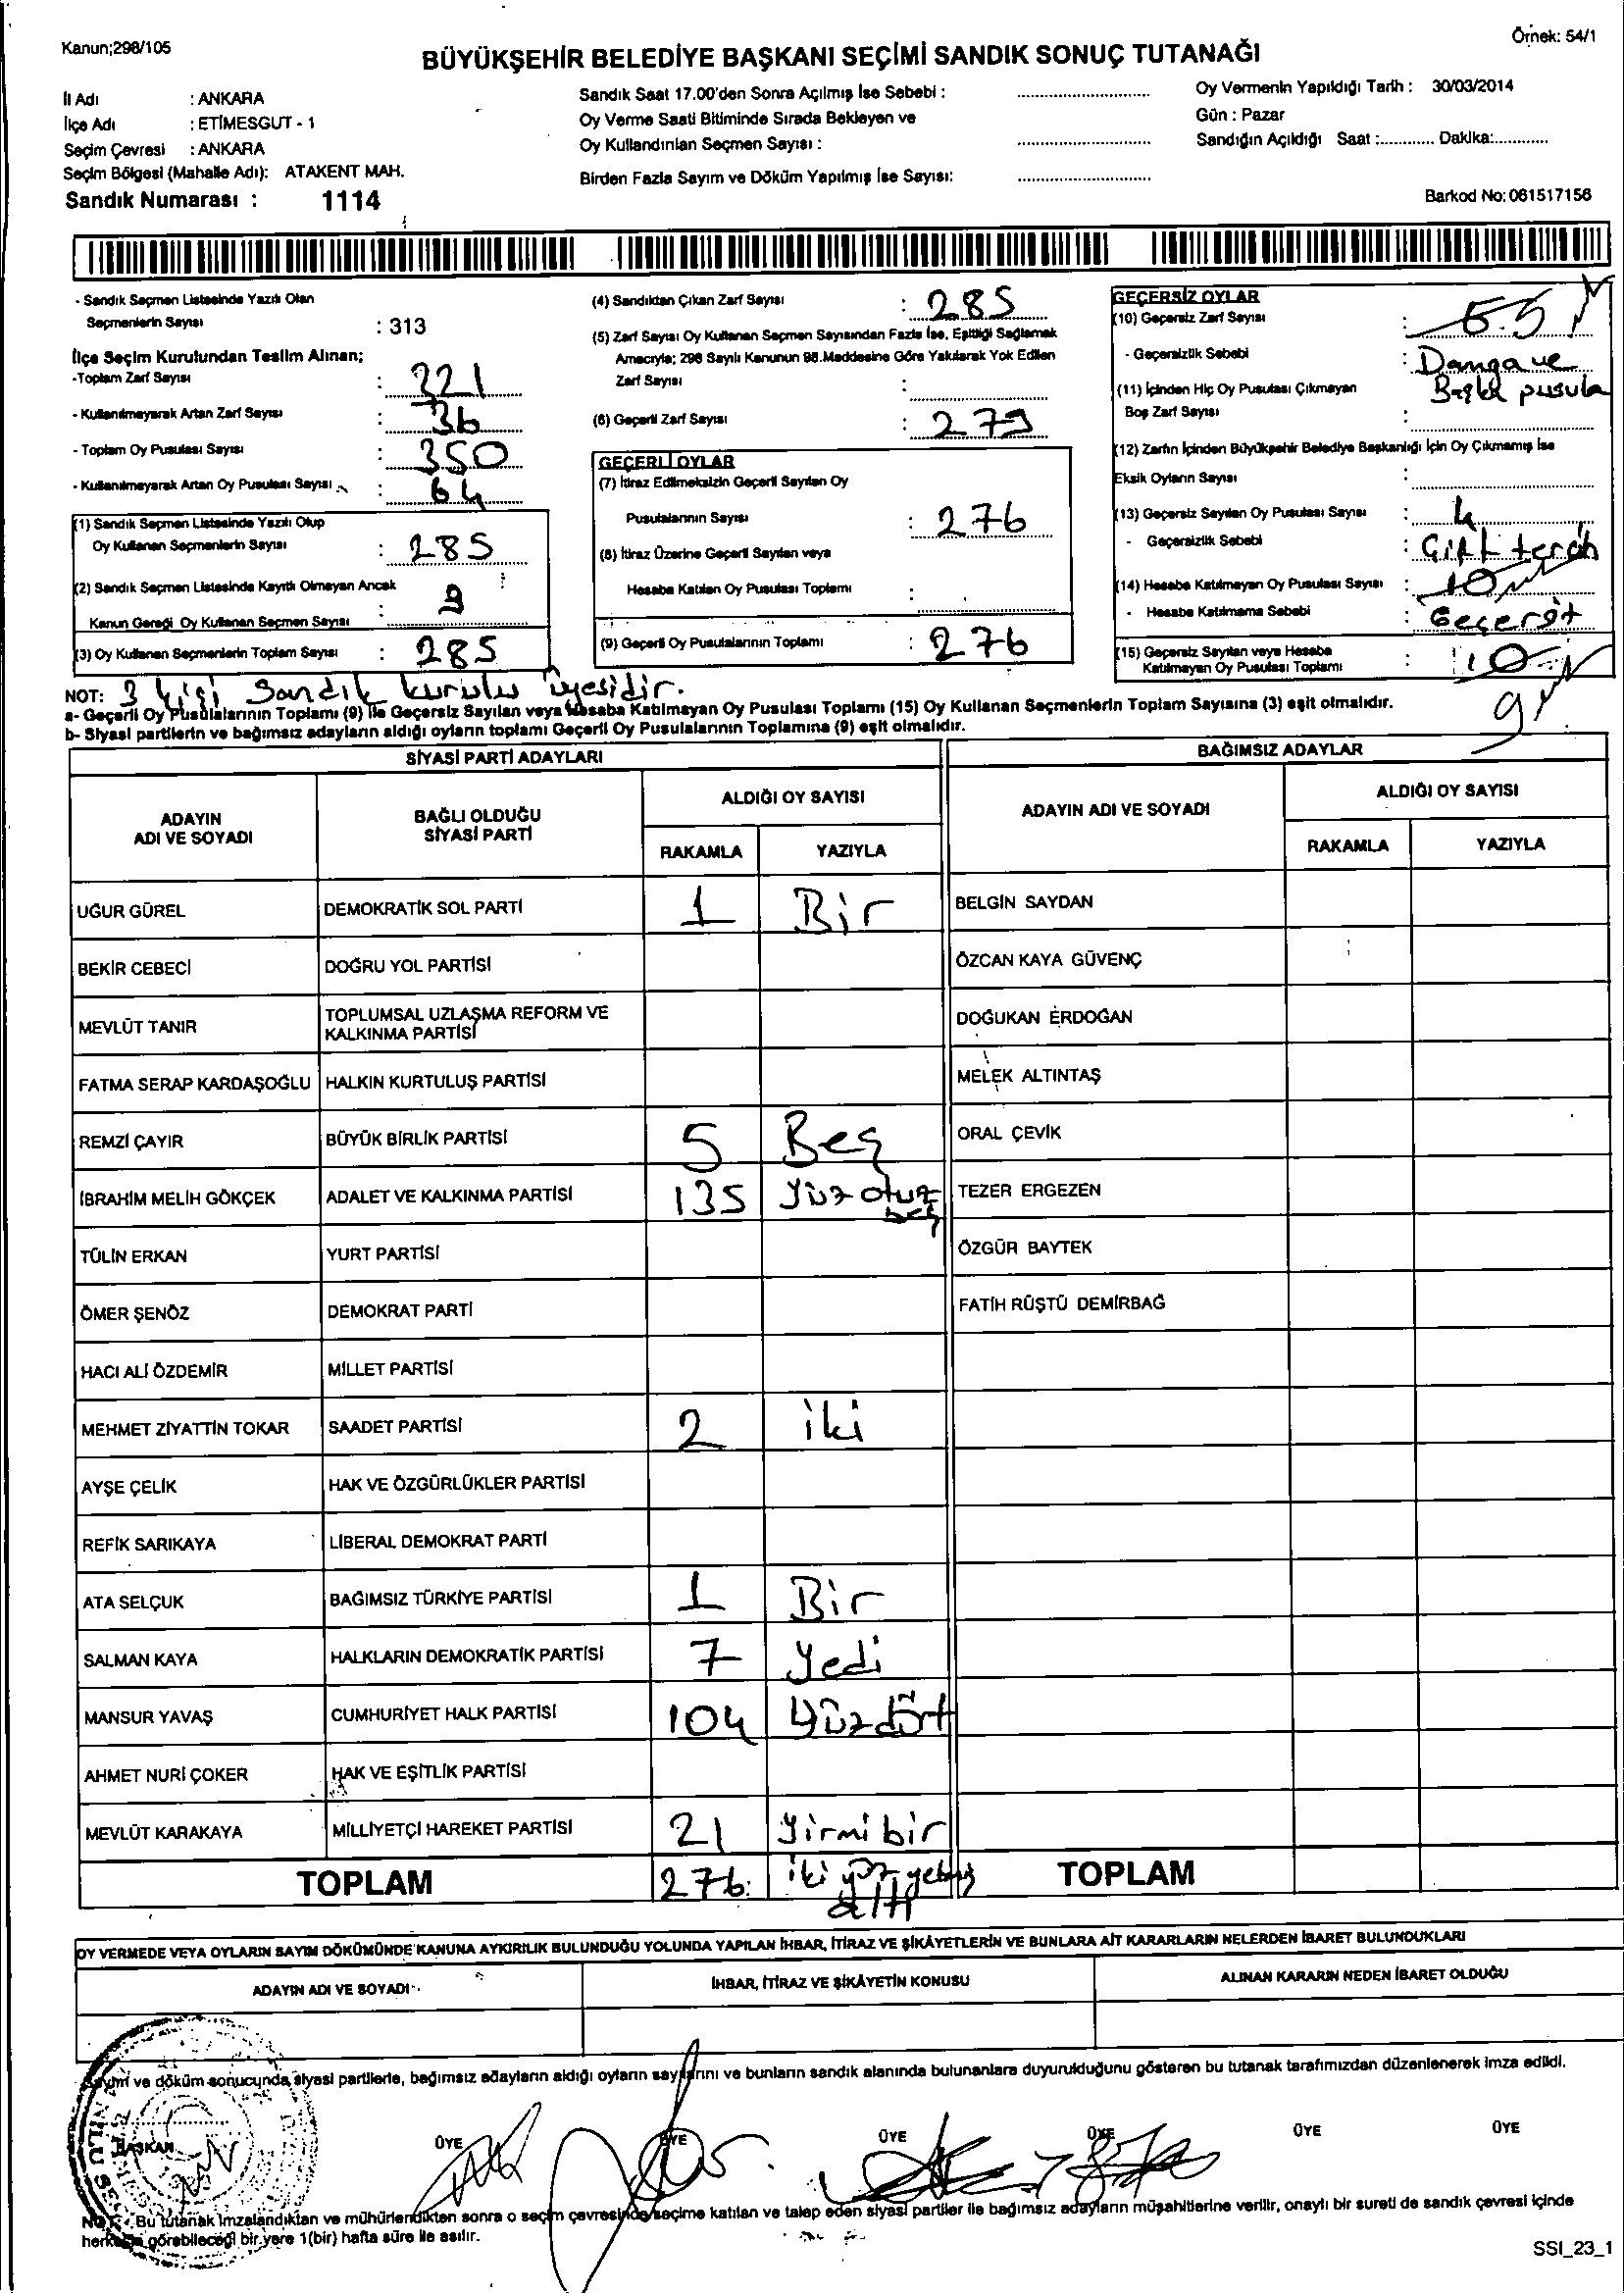 Kanun;298/105
Örnek: 54/1
BÜYÜKŞEHİR BELEDİYE BAŞKANI SEÇİMİ SANDIK SONUÇ TUTANAĞI
İl Adı : ANKARA
İlçe Adı : ETİMESGUT - 1
Seçim Çevresi : ANKARA
Seçim Bölgesi (Mahalle Adı): ATAKENT MAH.
Sandık Numarası : 1114
Sandık Saat 17.00'den Sonra Açılmış İse Sebebi :
Oy Verme Saati Bitiminde Sırada Bekleyen ve
Oy Kullandırılan Seçmen Sayısı :
Birden Fazla Sayım ve Döküm Yapılmış İse Sayısı:
Oy Vermenin Yapıldığı Tarih : 30/03/2014
Gün : Pazar
Sandığın Açıldığı Saat :............ Dakika:............
Barkod No: 061517156
- Sandık Seçmen Listesinde Yazılı Olan
Seçmenlerin Sayısı : 313
İlçe Seçim Kurulundan Teslim Alınan;
-Toplam Zarf Sayısı : 321
- Kullanılmayarak Artan Zarf Sayısı : 36
- Toplam Oy Pusulası Sayısı : 350
- Kullanılmayarak Artan Oy Pusulası Sayısı : 64
(1) Sandık Seçmen Listesinde Yazılı Olup
Oy Kullanan Seçmenlerin Sayısı : 285
(2) Sandık Seçmen Listesinde Kayıtlı Olmayan Ancak
Kanun Gereği Oy Kullanan Seçmen Sayısı :
(3) Oy Kullanan Seçmenlerin Toplam Sayısı : 285
(4) Sandıktan Çıkan Zarf Sayısı : 285
(5) Zarf Sayısı Oy Kullanan Seçmen Sayısından Fazla İse, Eşitliği Sağlamak
Amacıyla; 298 Sayılı Kanunun 98.Maddesine Göre Yakılarak Yok Edilen
Zarf Sayısı :
(6) Geçerli Zarf Sayısı : 279
GEÇERLİ OYLAR
(7) İtiraz Edilmeksizin Geçerli Sayılan Oy
Pusulalarının Sayısı : 276
(8) İtiraz Üzerine Geçerli Sayılan veya
Hesaba Katılan Oy Pusulası Toplamı :
(9) Geçerli Oy Pusulalarının Toplamı : 276
GEÇERSİZ OYLAR
(10) Geçersiz Zarf Sayısı :
- Geçersizlik Sebebi : Damga ve
Başka pusula
(11) İçinden Hiç Oy Pusulası Çıkmayan
Boş Zarf Sayısı :
(12) Zarfın İçinden Büyükşehir Belediye Başkanlığı İçin Oy Çıkmamış İse
Eksik Oyların Sayısı :
(13) Geçersiz Sayılan Oy Pusulası Sayısı : 4
- Geçersizlik Sebebi : Çift tercih
(14) Hesaba Katılmayan Oy Pusulası Sayısı : 10
- Hesaba Katılmama Sebebi :
(15) Geçersiz Sayılan veya Hesaba
Katılmayan Oy Pusulası Toplamı : 10
9
NOT: 3 kişi Sandık kurulu üyesidir.
a- Geçerli Oy Pusulalarının Toplamı (9) ile Geçersiz Sayılan veya Hesaba Katılmayan Oy Pusulası Toplamı (15) Oy Kullanan Seçmenlerin Toplam Sayısına (3) eşit olmalıdır.
b- Siyasi partilerin ve bağımsız adayların aldığı oyların toplamı Geçerli Oy Pusulalarının Toplamına (9) eşit olmalıdır.
SİYASİ PARTİ ADAYLARI
BAĞIMSIZ ADAYLAR
ADAYIN ADI VE SOYADI
BAĞLI OLDUĞU SİYASİ PARTİ
ALDIĞI OY SAYISI
RAKAMLA YAZIYLA
ADAYIN ADI VE SOYADI
ALDIĞI OY SAYISI
RAKAMLA YAZIYLA
UĞUR GÜREL DEMOKRATİK SOL PARTİ 1 Bir BELGİN SAYDAN
BEKİR CEBECİ DOĞRU YOL PARTİSİ ÖZCAN KAYA GÜVENÇ
MEVLÜT TANIR TOPLUMSAL UZLAŞMA REFORM VE KALKINMA PARTİSİ DOĞUKAN ERDOĞAN
FATMA SERAP KARDAŞOĞLU HALKIN KURTULUŞ PARTİSİ MELEK ALTINTAŞ
REMZİ ÇAYIR BÜYÜK BİRLİK PARTİSİ 5 Beş ORAL ÇEVİK
İBRAHİM MELİH GÖKÇEK ADALET VE KALKINMA PARTİSİ 135 Yüz otuz beş TEZER ERGEZEN
TÜLİN ERKAN YURT PARTİSİ ÖZGÜR BAYTEK
ÖMER ŞENÖZ DEMOKRAT PARTİ FATİH RÜŞTÜ DEMİRBAĞ
HACI ALİ ÖZDEMİR MİLLET PARTİSİ
MEHMET ZİYATTİN TOKAR SAADET PARTİSİ 2 iki
AYŞE ÇELİK HAK VE ÖZGÜRLÜKLER PARTİSİ
REFİK SARIKAYA LİBERAL DEMOKRAT PARTİ
ATA SELÇUK BAĞIMSIZ TÜRKİYE PARTİSİ 1 Bir
SALMAN KAYA HALKLARIN DEMOKRATİK PARTİSİ 7 Yedi
MANSUR YAVAŞ CUMHURİYET HALK PARTİSİ 104 Yüz dört
AHMET NURİ ÇOKER HAK VE EŞİTLİK PARTİSİ
MEVLÜT KARAKAYA MİLLİYETÇİ HAREKET PARTİSİ 21 Yirmi bir
TOPLAM 276 iki yüz yetmiş altı TOPLAM
OY VERMEDE VEYA OYLARIN SAYIM DÖKÜMÜNDE KANUNA AYKIRILIK BULUNDUĞU YOLUNDA YAPILAN İHBAR, İTİRAZ VE ŞİKÂYETLERİN VE BUNLARA AİT KARARLARIN NELERDEN İBARET BULUNDUKLARI
ADAYIN ADI VE SOYADI
İHBAR, İTİRAZ VE ŞİKÂYETİN KONUSU
ALINAN KARARIN NEDEN İBARET OLDUĞU
Sayım ve döküm sonucunda siyasi partilerle, bağımsız adayların aldığı oyların sayılarını ve bunların sandık alanında bulunanlara duyurulduğunu gösteren bu tutanak tarafımızdan düzenlenerek imza edildi.
BAŞKAN ÜYE ÜYE ÜYE ÜYE ÜYE ÜYE
NOT: Bu tutanak imzalandıktan ve mühürlendikten sonra o seçim çevresinde seçime katılan ve talep eden siyasi partiler ile bağımsız adayların müşahitlerine verilir, onaylı bir sureti de sandık çevresi içinde
herkesin görebileceği bir yere 1(bir) hafta süre ile asılır.
SSI_23_1